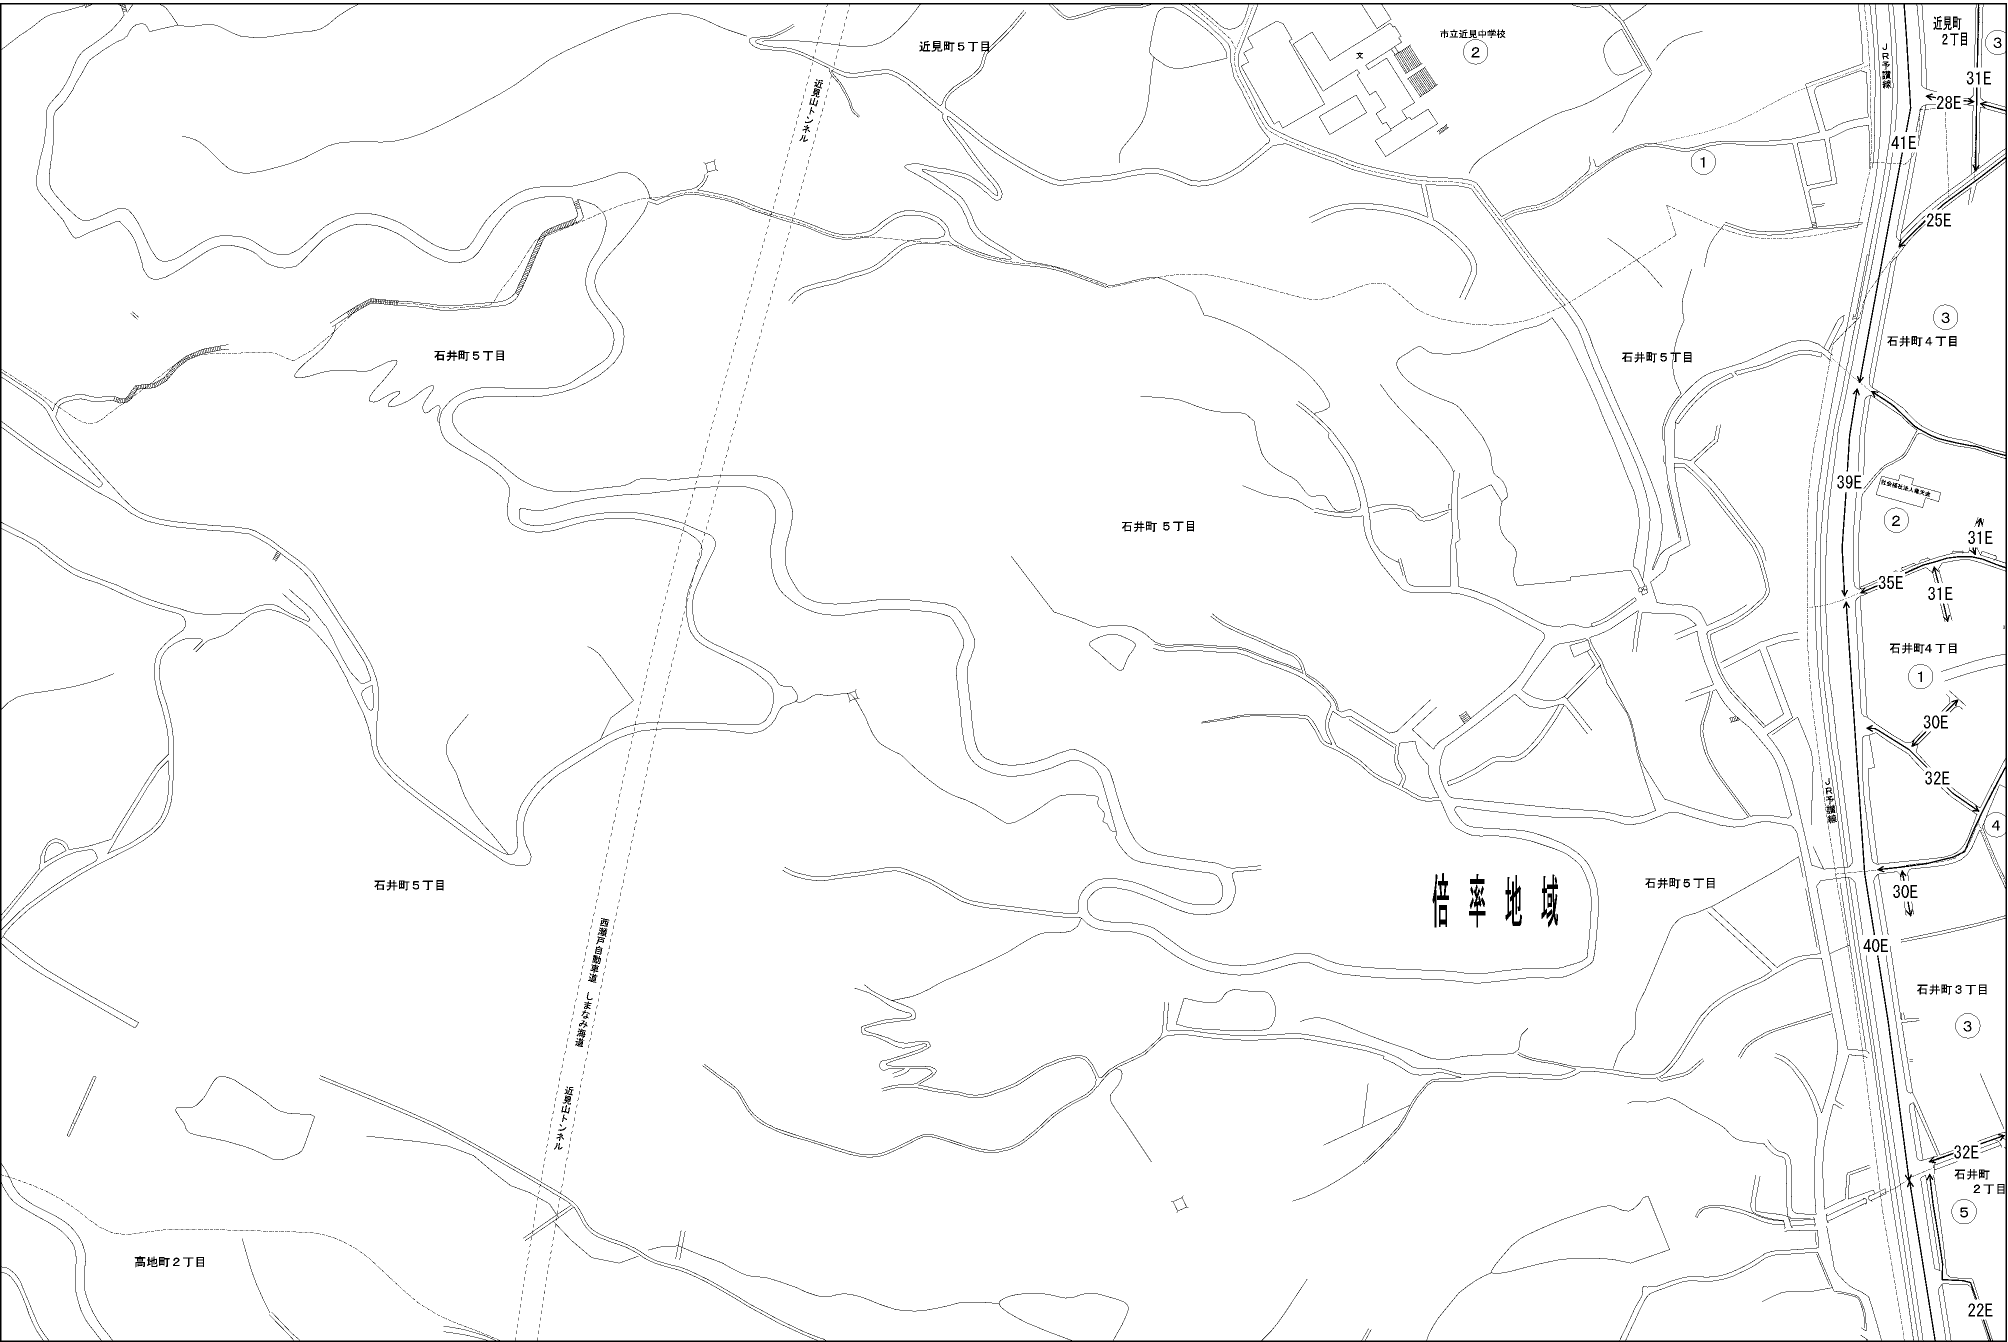 近見町5丁目
市立近見中学校
②
文
JR予讃線
近見町
2丁目
③
31E
28E
41E
①
25E
近見山トンネル
石井町5丁目
石井町5丁目
③
石井町4丁目
39E
②
31E
35E
31E
石井町5丁目
石井町4丁目
①
30E
32E
JR予讃線
④
石井町5丁目
倍率地域
石井町5丁目
30E
西瀬戸自動車道 しまなみ海道
40E
石井町3丁目
③
近見山トンネル
32E
石井町
2丁目
⑤
高地町2丁目
22E